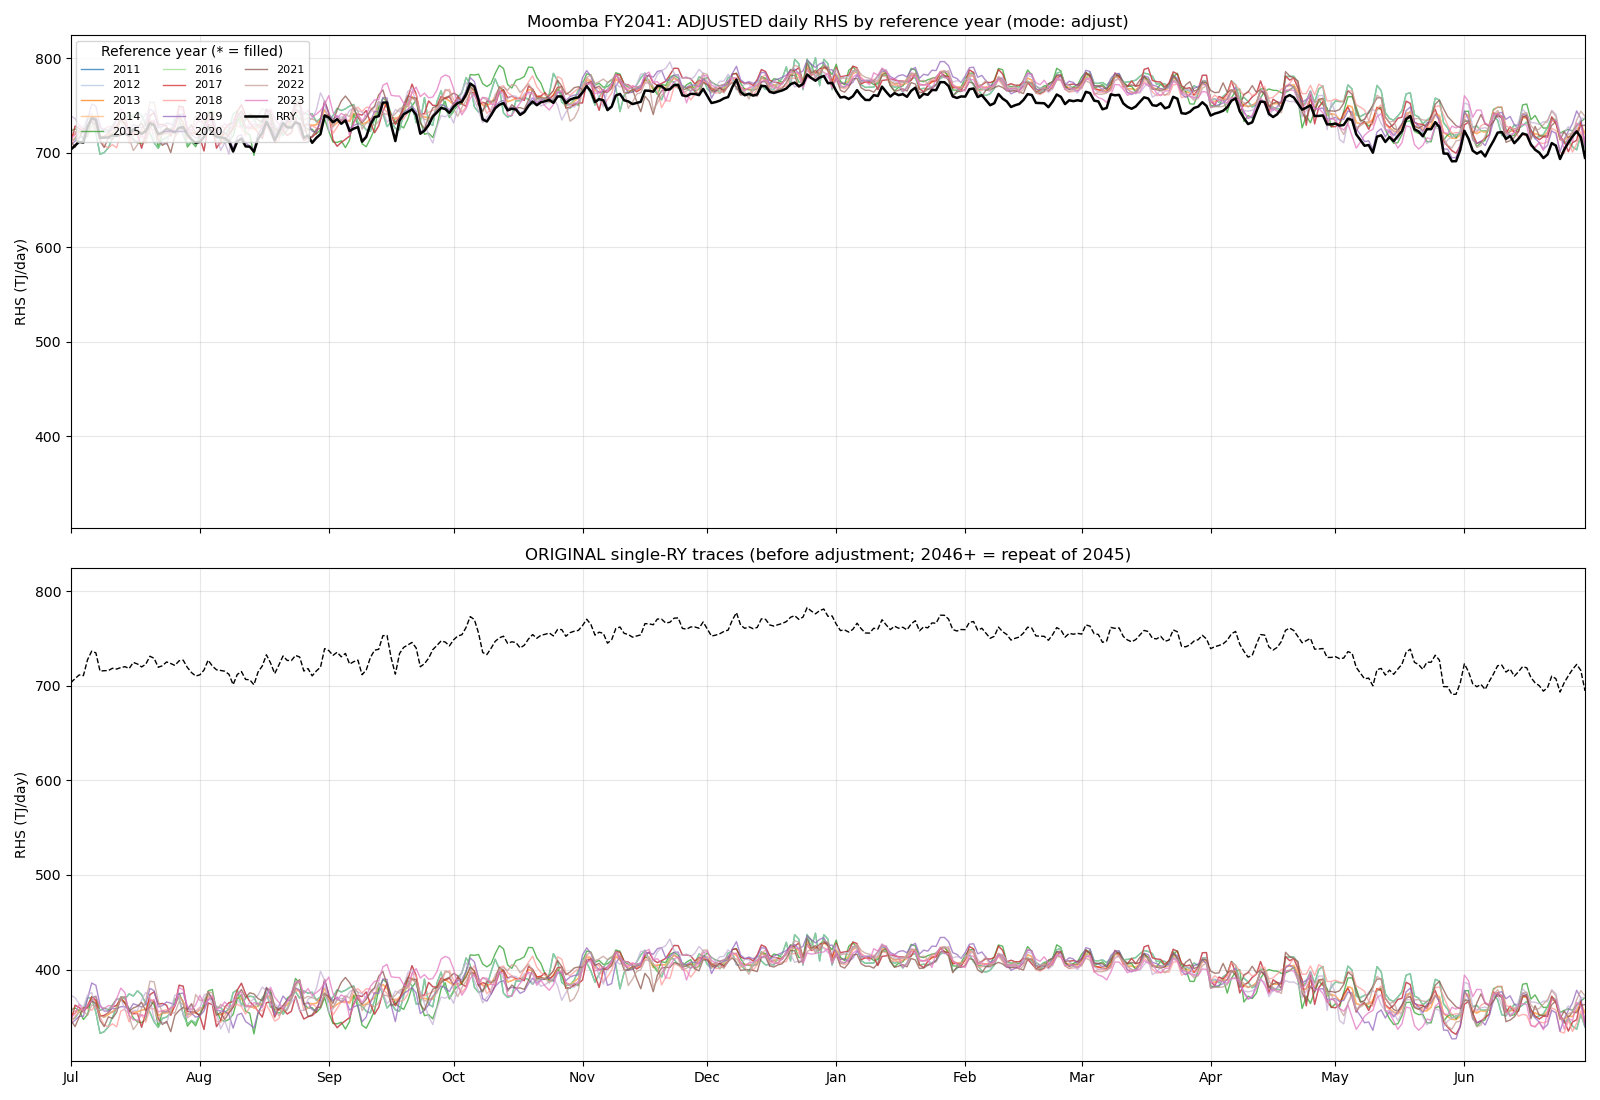 Moomba FY2041: ADJUSTED daily RHS by reference year (mode: adjust)
Reference year (* = filled)
2011 2016 2021
2012 2017 2022
2013 2018 2023
2014 2019 RRY
2015 2020
800
700
600
500
400
RHS (TJ/day)
ORIGINAL single-RY traces (before adjustment; 2046+ = repeat of 2045)
800
700
600
500
400
RHS (TJ/day)
Jul Aug Sep Oct Nov Dec Jan Feb Mar Apr May Jun